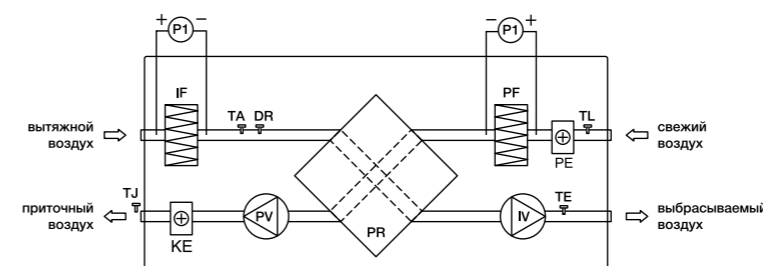 + P1 − − P1 +
IF PF
TA DR TL
вытяжной
воздух
свежий
воздух
PE
TJ TE
приточный
воздух
PV IV
выбрасываемый
воздух
KE PR